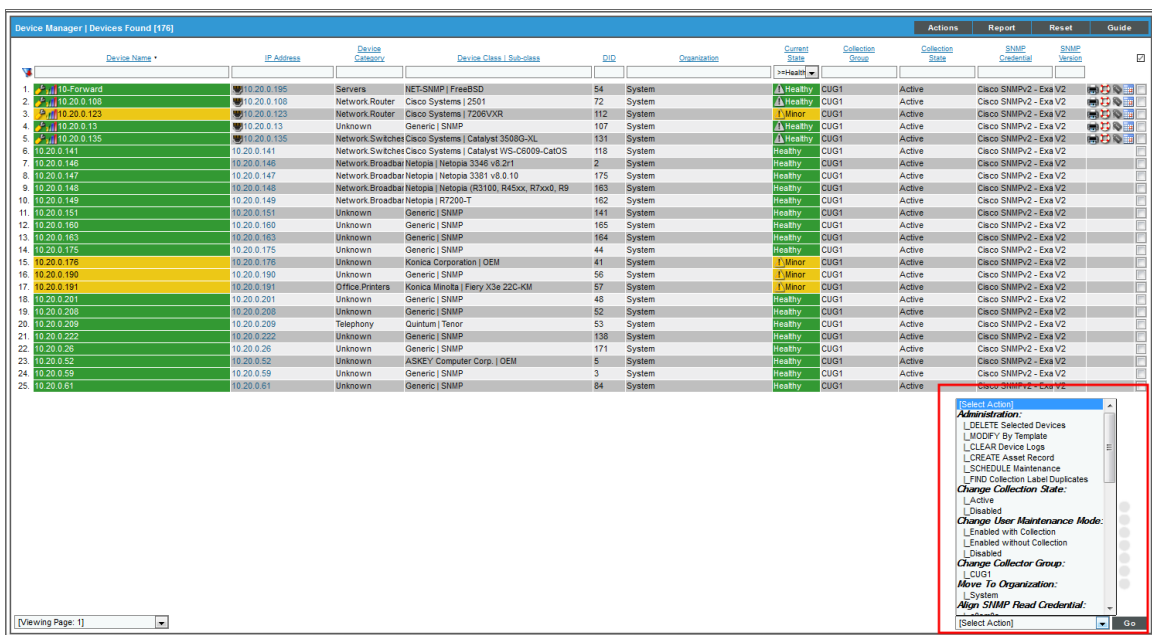 Device Manager | Devices Found [176] Actions Report Reset Guide
Device Name • IP Address Device Category Device Class | Sub-class DID Organization Current State Collection Group Collection State SNMP Credential SNMP Version
>=Health
1. 10-Forward 10.20.0.195 Servers NET-SNMP | FreeBSD 54 System Healthy CUG1 Active Cisco SNMPv2 - Exa V2
2. 10.20.0.108 10.20.0.108 Network.Router Cisco Systems | 2501 72 System Healthy CUG1 Active Cisco SNMPv2 - Exa V2
3. 10.20.0.123 10.20.0.123 Network.Router Cisco Systems | 7206VXR 112 System Minor CUG1 Active Cisco SNMPv2 - Exa V2
4. 10.20.0.13 10.20.0.13 Unknown Generic | SNMP 107 System Healthy CUG1 Active Cisco SNMPv2 - Exa V2
5. 10.20.0.135 10.20.0.135 Network.Switches Cisco Systems | Catalyst 3508G-XL 131 System Healthy CUG1 Active Cisco SNMPv2 - Exa V2
6. 10.20.0.141 10.20.0.141 Network.Switches Cisco Systems | Catalyst WS-C6009-CatOS 118 System Healthy CUG1 Active Cisco SNMPv2 - Exa V2
7. 10.20.0.146 10.20.0.146 Network.Broadbar Netopia | Netopia 3346 v8.2r1 2 System Healthy CUG1 Active Cisco SNMPv2 - Exa V2
8. 10.20.0.147 10.20.0.147 Network.Broadbar Netopia | Netopia 3381 v8.0.10 175 System Healthy CUG1 Active Cisco SNMPv2 - Exa V2
9. 10.20.0.148 10.20.0.148 Network.Broadbar Netopia | Netopia (R3100, R45xx, R7xx0, R9 163 System Healthy CUG1 Active Cisco SNMPv2 - Exa V2
10. 10.20.0.149 10.20.0.149 Network.Broadbar Netopia | R7200-T 162 System Healthy CUG1 Active Cisco SNMPv2 - Exa V2
11. 10.20.0.151 10.20.0.151 Unknown Generic | SNMP 141 System Healthy CUG1 Active Cisco SNMPv2 - Exa V2
12. 10.20.0.160 10.20.0.160 Unknown Generic | SNMP 165 System Healthy CUG1 Active Cisco SNMPv2 - Exa V2
13. 10.20.0.163 10.20.0.163 Unknown Generic | SNMP 164 System Healthy CUG1 Active Cisco SNMPv2 - Exa V2
14. 10.20.0.175 10.20.0.175 Unknown Generic | SNMP 44 System Healthy CUG1 Active Cisco SNMPv2 - Exa V2
15. 10.20.0.176 10.20.0.176 Unknown Konica Corporation | OEM 41 System Minor CUG1 Active Cisco SNMPv2 - Exa V2
16. 10.20.0.190 10.20.0.190 Unknown Generic | SNMP 56 System Minor CUG1 Active Cisco SNMPv2 - Exa V2
17. 10.20.0.191 10.20.0.191 Office.Printers Konica Minolta | Fiery X3e 22C-KM 57 System Minor CUG1 Active Cisco SNMPv2 - Exa V2
18. 10.20.0.201 10.20.0.201 Unknown Generic | SNMP 48 System Healthy CUG1 Active Cisco SNMPv2 - Exa V2
19. 10.20.0.208 10.20.0.208 Unknown Generic | SNMP 52 System Healthy CUG1 Active Cisco SNMPv2 - Exa V2
20. 10.20.0.209 10.20.0.209 Telephony Quintum | Tenor 53 System Healthy CUG1 Active Cisco SNMPv2 - Exa V2
21. 10.20.0.222 10.20.0.222 Unknown Generic | SNMP 138 System Healthy CUG1 Active Cisco SNMPv2 - Exa V2
22. 10.20.0.26 10.20.0.26 Unknown Generic | SNMP 171 System Healthy CUG1 Active Cisco SNMPv2 - Exa V2
23. 10.20.0.52 10.20.0.52 Unknown ASKEY Computer Corp. | OEM 5 System Healthy CUG1 Active Cisco SNMPv2 - Exa V2
24. 10.20.0.59 10.20.0.59 Unknown Generic | SNMP 3 System Healthy CUG1 Active Cisco SNMPv2 - Exa V2
25. 10.20.0.61 10.20.0.61 Unknown Generic | SNMP 84 System Healthy CUG1 Active Cisco SNMPv2 - Exa V2
[Select Action]
Administration:
|_DELETE Selected Devices
|_MODIFY By Template
|_CLEAR Device Logs
|_CREATE Asset Record
|_SCHEDULE Maintenance
|_FIND Collection Label Duplicates
Change Collection State:
|_Active
|_Disabled
Change User Maintenance Mode:
|_Enabled with Collection
|_Enabled without Collection
|_Disabled
Change Collector Group:
|_CUG1
Move To Organization:
|_System
Align SNMP Read Credential:
[Viewing Page: 1] [Select Action] Go